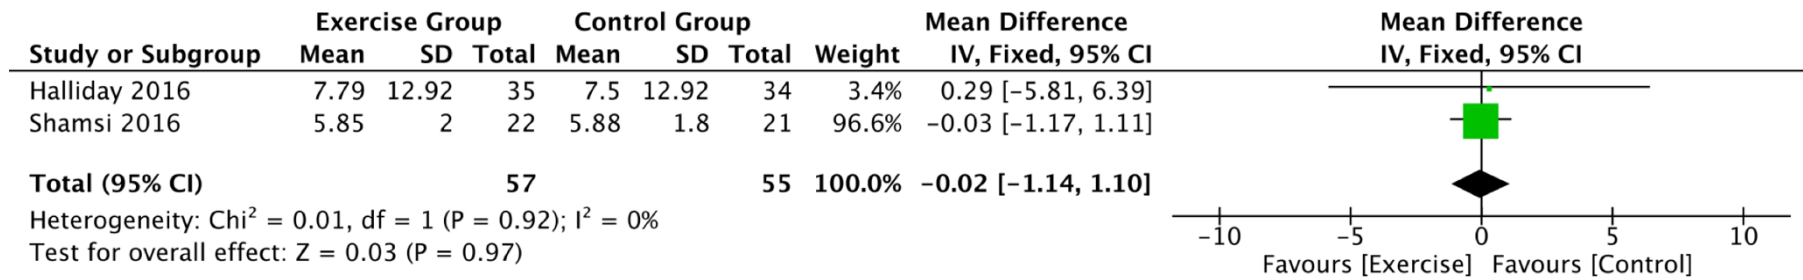 Exercise Group Control Group Mean Difference Mean Difference
Study or Subgroup Mean SD Total Mean SD Total Weight IV, Fixed, 95% CI IV, Fixed, 95% CI
Halliday 2016 7.79 12.92 35 7.5 12.92 34 3.4% 0.29 [−5.81, 6.39]
Shamsi 2016 5.85 2 22 5.88 1.8 21 96.6% −0.03 [−1.17, 1.11]
Total (95% CI) 57 55 100.0% −0.02 [−1.14, 1.10]
Heterogeneity: Chi² = 0.01, df = 1 (P = 0.92); I² = 0%
Test for overall effect: Z = 0.03 (P = 0.97)
−10 −5 0 5 10
Favours [Exercise] Favours [Control]